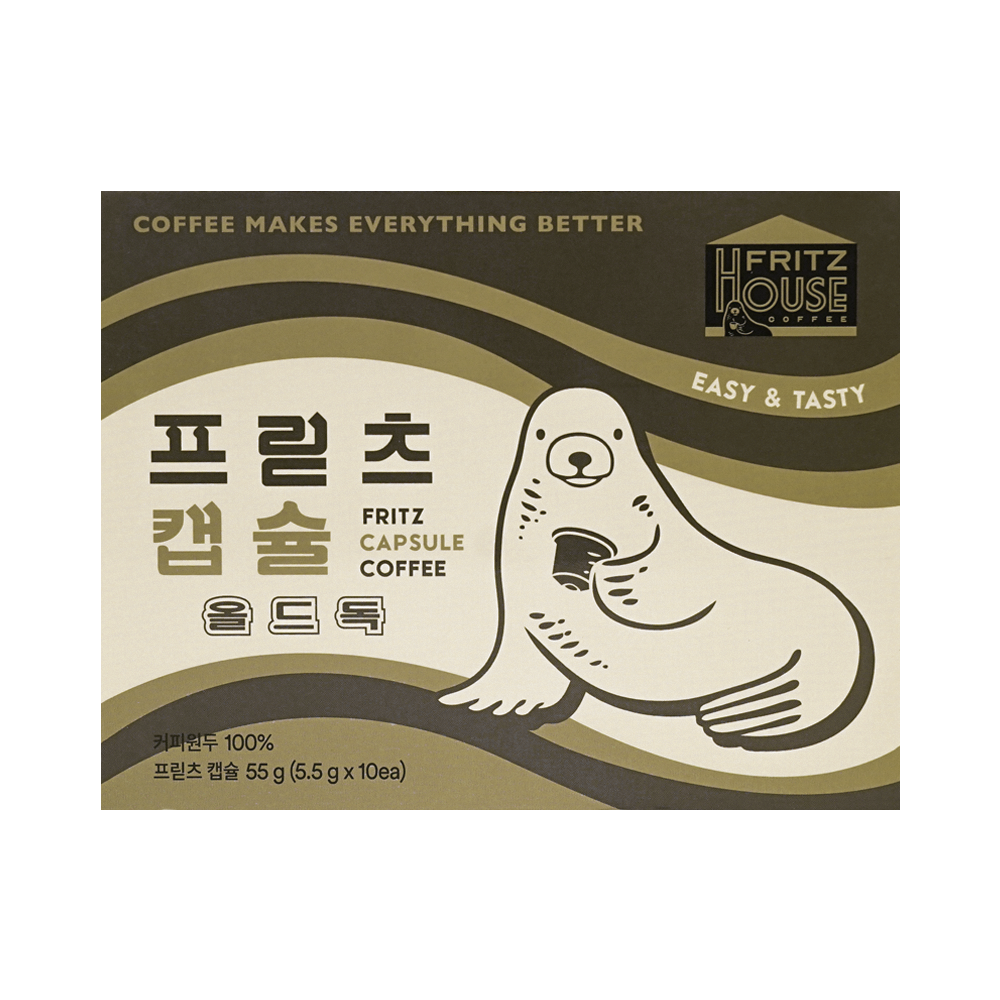 COFFEE MAKES EVERYTHING BETTER
FRITZ
HOUSE
COFFEE
EASY & TASTY
프릳츠
캡슐
FRITZ
CAPSULE
COFFEE
올드독
커피원두 100%
프릳츠 캡슐 55 g (5.5 g x 10ea)